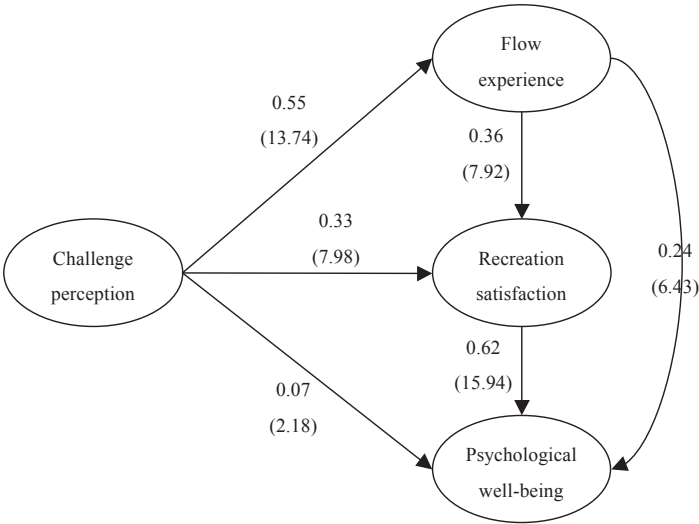 Flow
experience
0.55
(13.74)
0.36
(7.92)
0.33
(7.98)
0.24
(6.43)
Challenge
perception
Recreation
satisfaction
0.62
(15.94)
0.07
(2.18)
Psychological
well-being